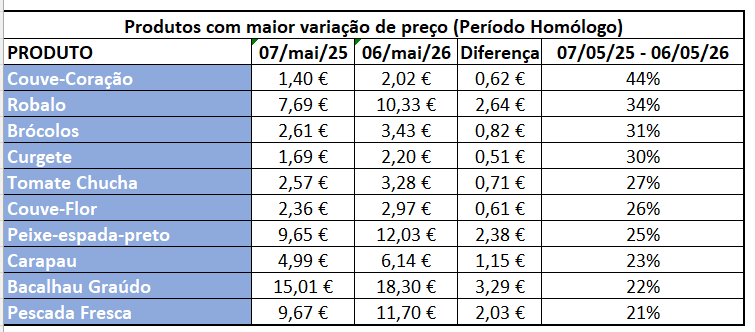 Produtos com maior variação de preço (Período Homólogo)
PRODUTO 07/mai/25 06/mai/26 Diferença 07/05/25 - 06/05/26
Couve-Coração 1,40 € 2,02 € 0,62 € 44%
Robalo 7,69 € 10,33 € 2,64 € 34%
Brócolos 2,61 € 3,43 € 0,82 € 31%
Curgete 1,69 € 2,20 € 0,51 € 30%
Tomate Chucha 2,57 € 3,28 € 0,71 € 27%
Couve-Flor 2,36 € 2,97 € 0,61 € 26%
Peixe-espada-preto 9,65 € 12,03 € 2,38 € 25%
Carapau 4,99 € 6,14 € 1,15 € 23%
Bacalhau Graúdo 15,01 € 18,30 € 3,29 € 22%
Pescada Fresca 9,67 € 11,70 € 2,03 € 21%